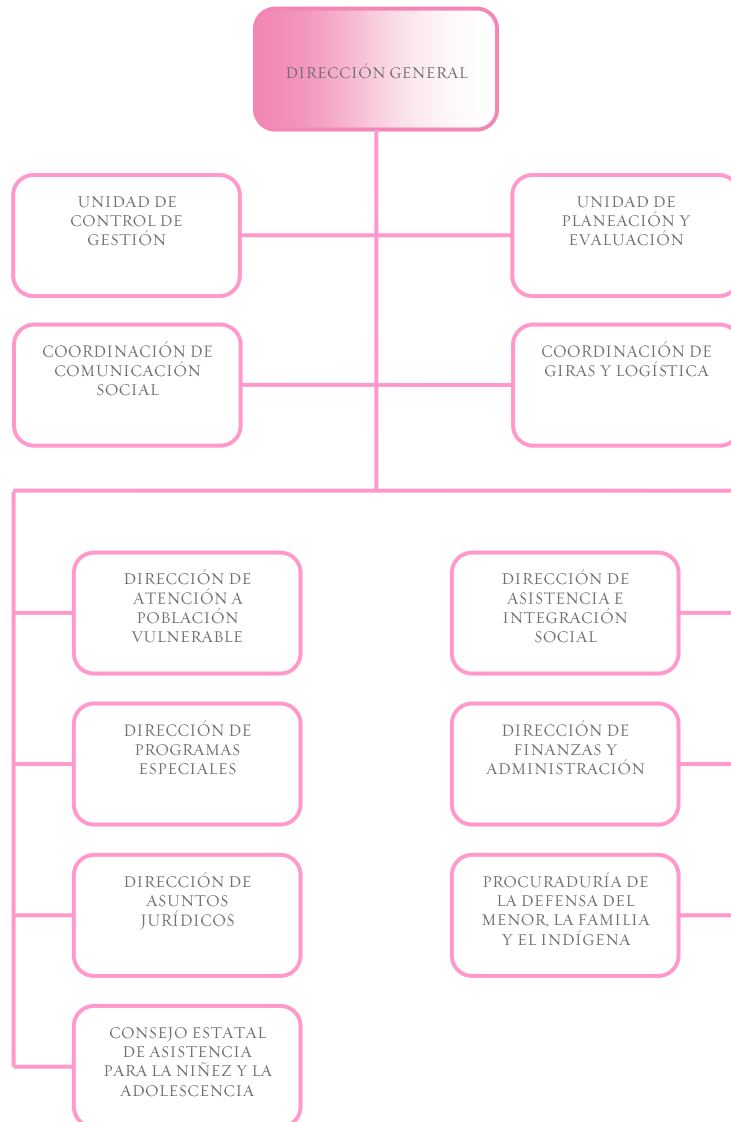 DIRECCIÓN GENERAL
UNIDAD DE
CONTROL DE
GESTIÓN
UNIDAD DE
PLANEACIÓN Y
EVALUACIÓN
COORDINACIÓN DE
COMUNICACIÓN
SOCIAL
COORDINACIÓN DE
GIRAS Y LOGÍSTICA
DIRECCIÓN DE
ATENCIÓN A
POBLACIÓN
VULNERABLE
DIRECCIÓN DE
ASISTENCIA E
INTEGRACIÓN
SOCIAL
DIRECCIÓN DE
PROGRAMAS
ESPECIALES
DIRECCIÓN DE
FINANZAS Y
ADMINISTRACIÓN
DIRECCIÓN DE
ASUNTOS
JURÍDICOS
PROCURADURÍA DE
LA DEFENSA DEL
MENOR, LA FAMILIA
Y EL INDÍGENA
CONSEJO ESTATAL
DE ASISTENCIA
PARA LA NIÑEZ Y LA
ADOLESCENCIA